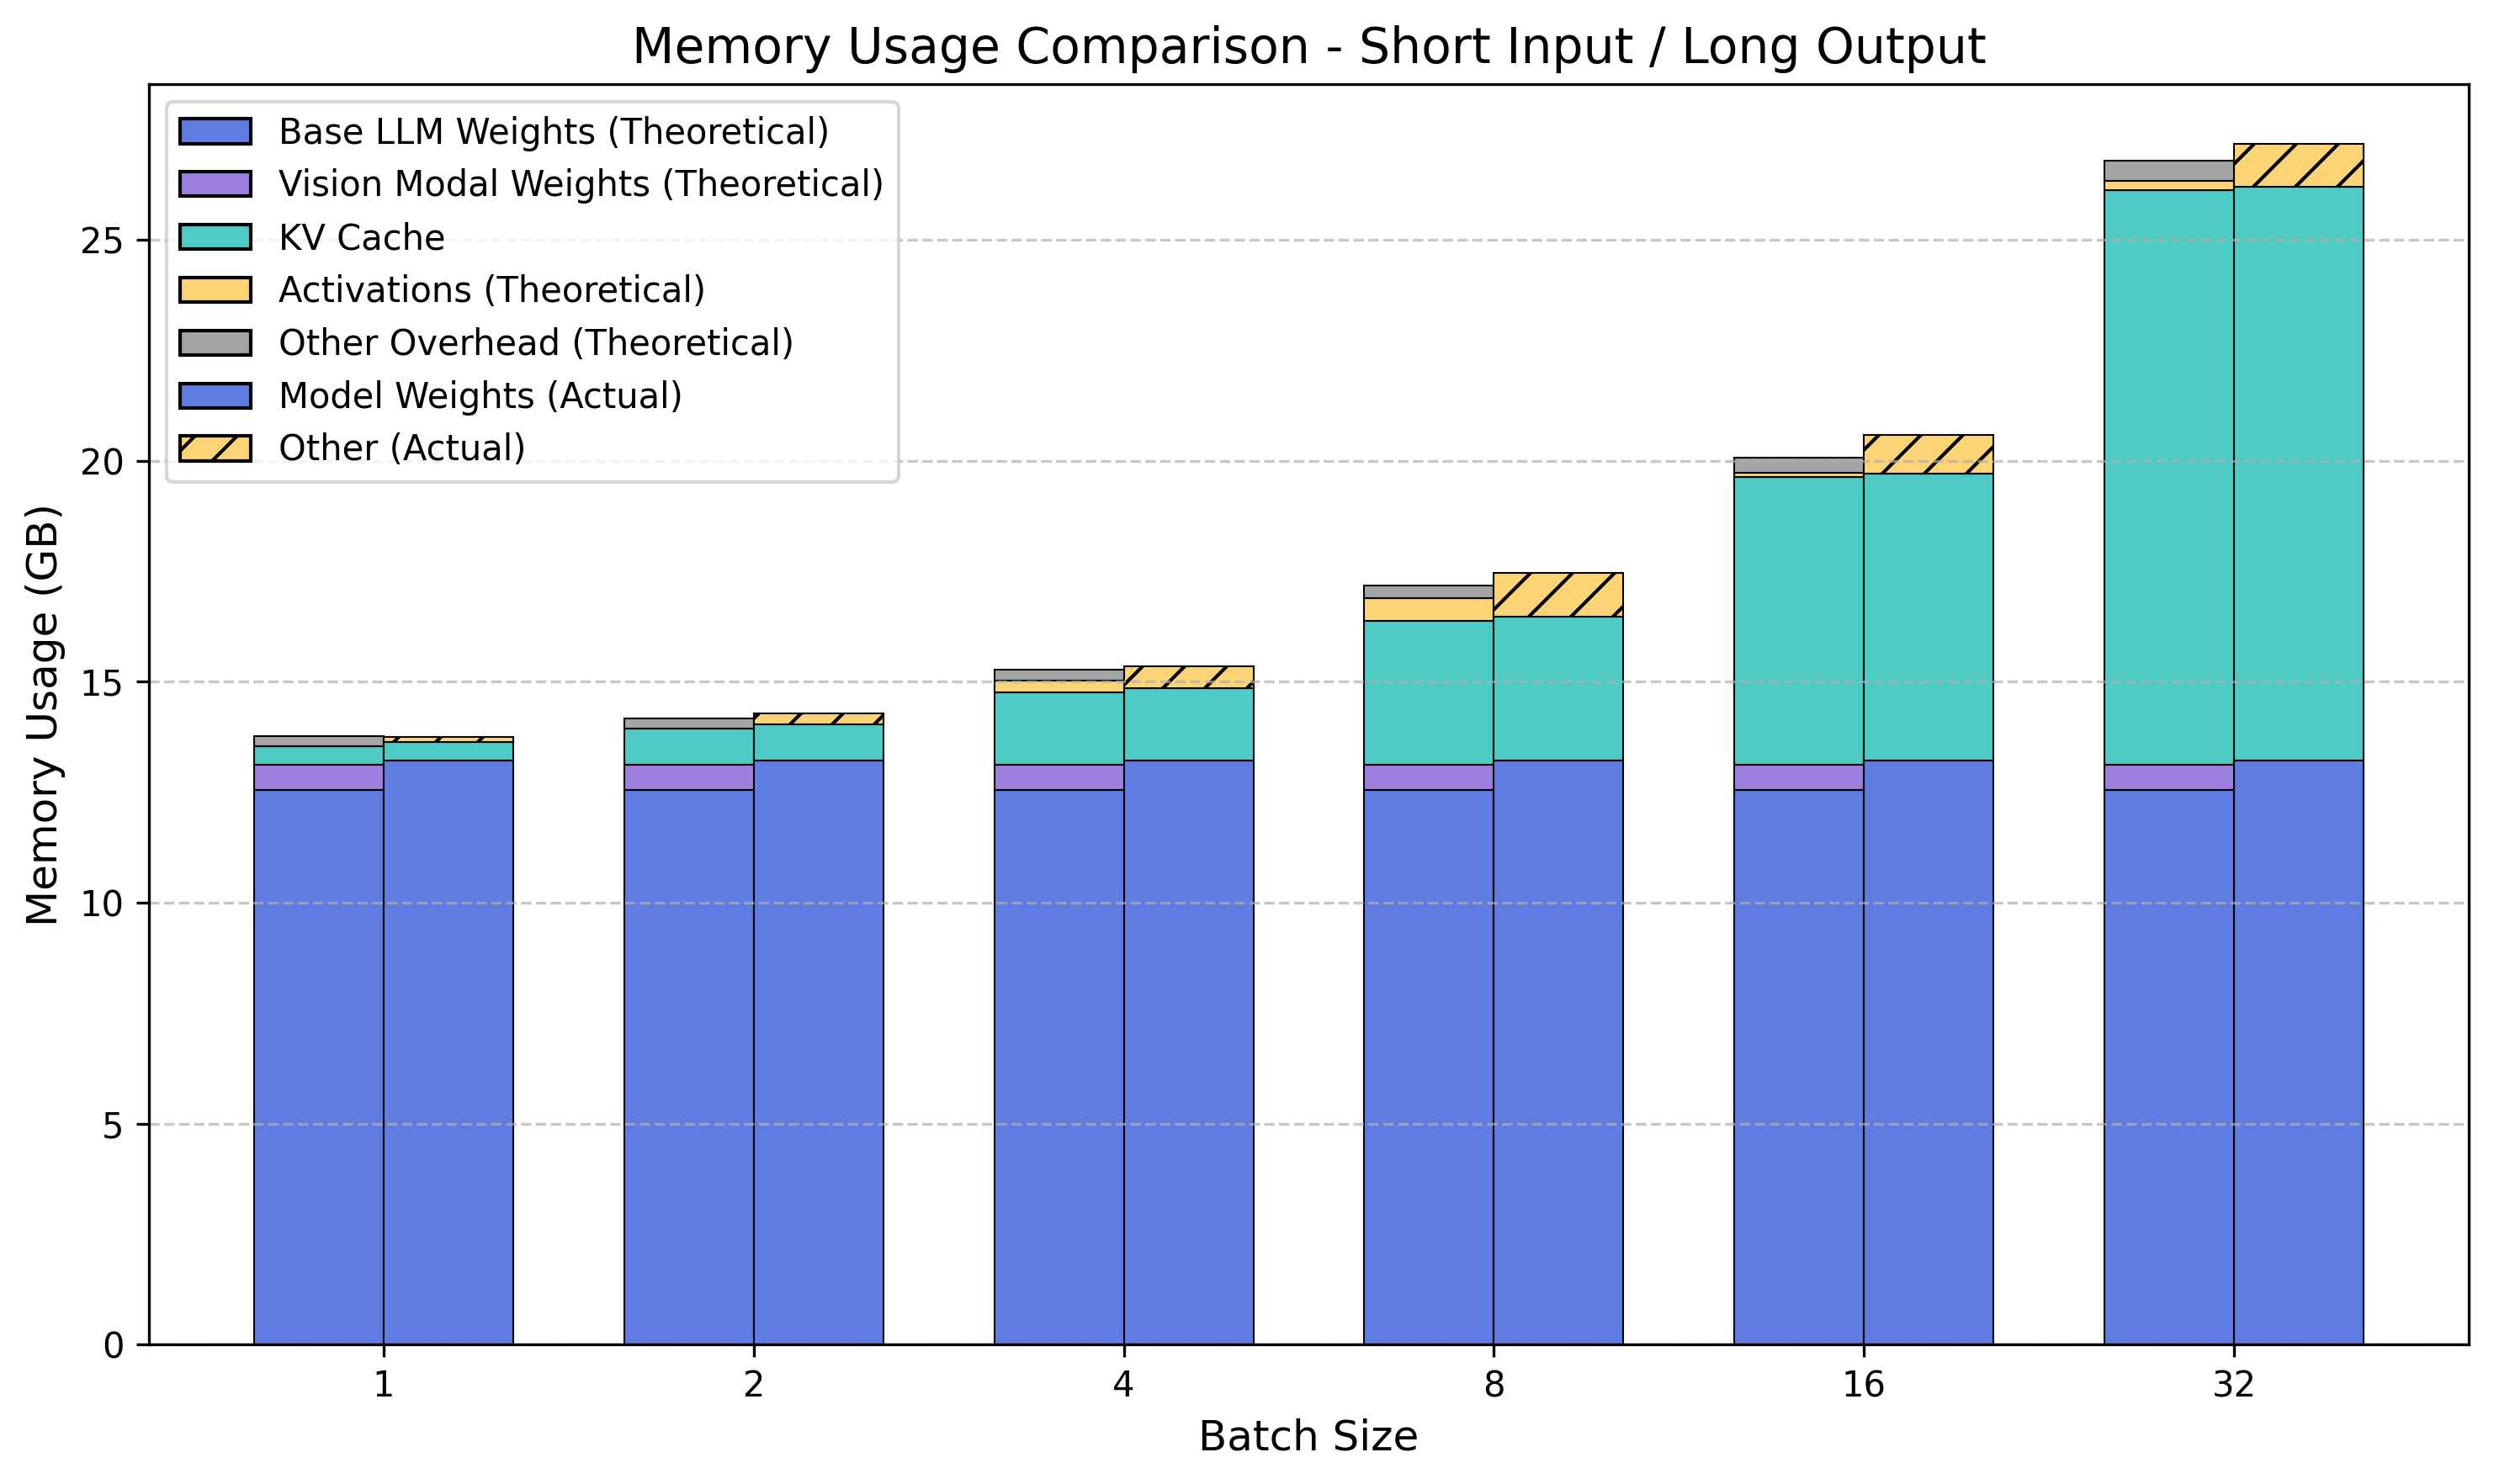 Memory Usage Comparison - Short Input / Long Output
Base LLM Weights (Theoretical)
Vision Modal Weights (Theoretical)
KV Cache
Activations (Theoretical)
Other Overhead (Theoretical)
Model Weights (Actual)
Other (Actual)
Memory Usage (GB)
25
20
15
10
5
0
1 2 4 8 16 32
Batch Size